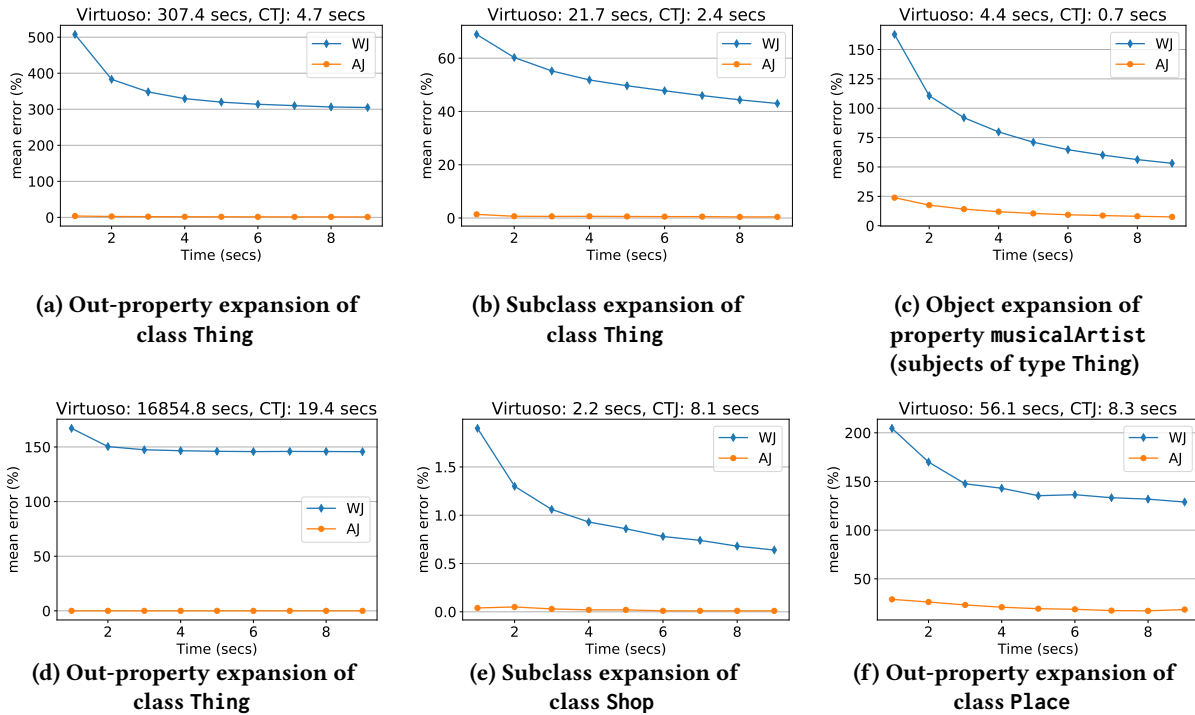 Virtuoso: 307.4 secs, CTJ: 4.7 secs
500
400
300
200
100
0
mean error (%)
WJ
AJ
2
4
6
8
Time (secs)
(a) Out-property expansion of
class Thing
Virtuoso: 21.7 secs, CTJ: 2.4 secs
60
40
20
0
mean error (%)
WJ
AJ
2
4
6
8
Time (secs)
(b) Subclass expansion of
class Thing
Virtuoso: 4.4 secs, CTJ: 0.7 secs
150
125
100
75
50
25
0
mean error (%)
WJ
AJ
2
4
6
8
Time (secs)
(c) Object expansion of
property musicalArtist
(subjects of type Thing)
Virtuoso: 16854.8 secs, CTJ: 19.4 secs
150
100
50
0
mean error (%)
WJ
AJ
2
4
6
8
Time (secs)
(d) Out-property expansion of
class Thing
Virtuoso: 2.2 secs, CTJ: 8.1 secs
1.5
1.0
0.5
0.0
mean error (%)
WJ
AJ
2
4
6
8
Time (secs)
(e) Subclass expansion of
class Shop
Virtuoso: 56.1 secs, CTJ: 8.3 secs
200
150
100
50
mean error (%)
WJ
AJ
2
4
6
8
Time (secs)
(f) Out-property expansion of
class Place